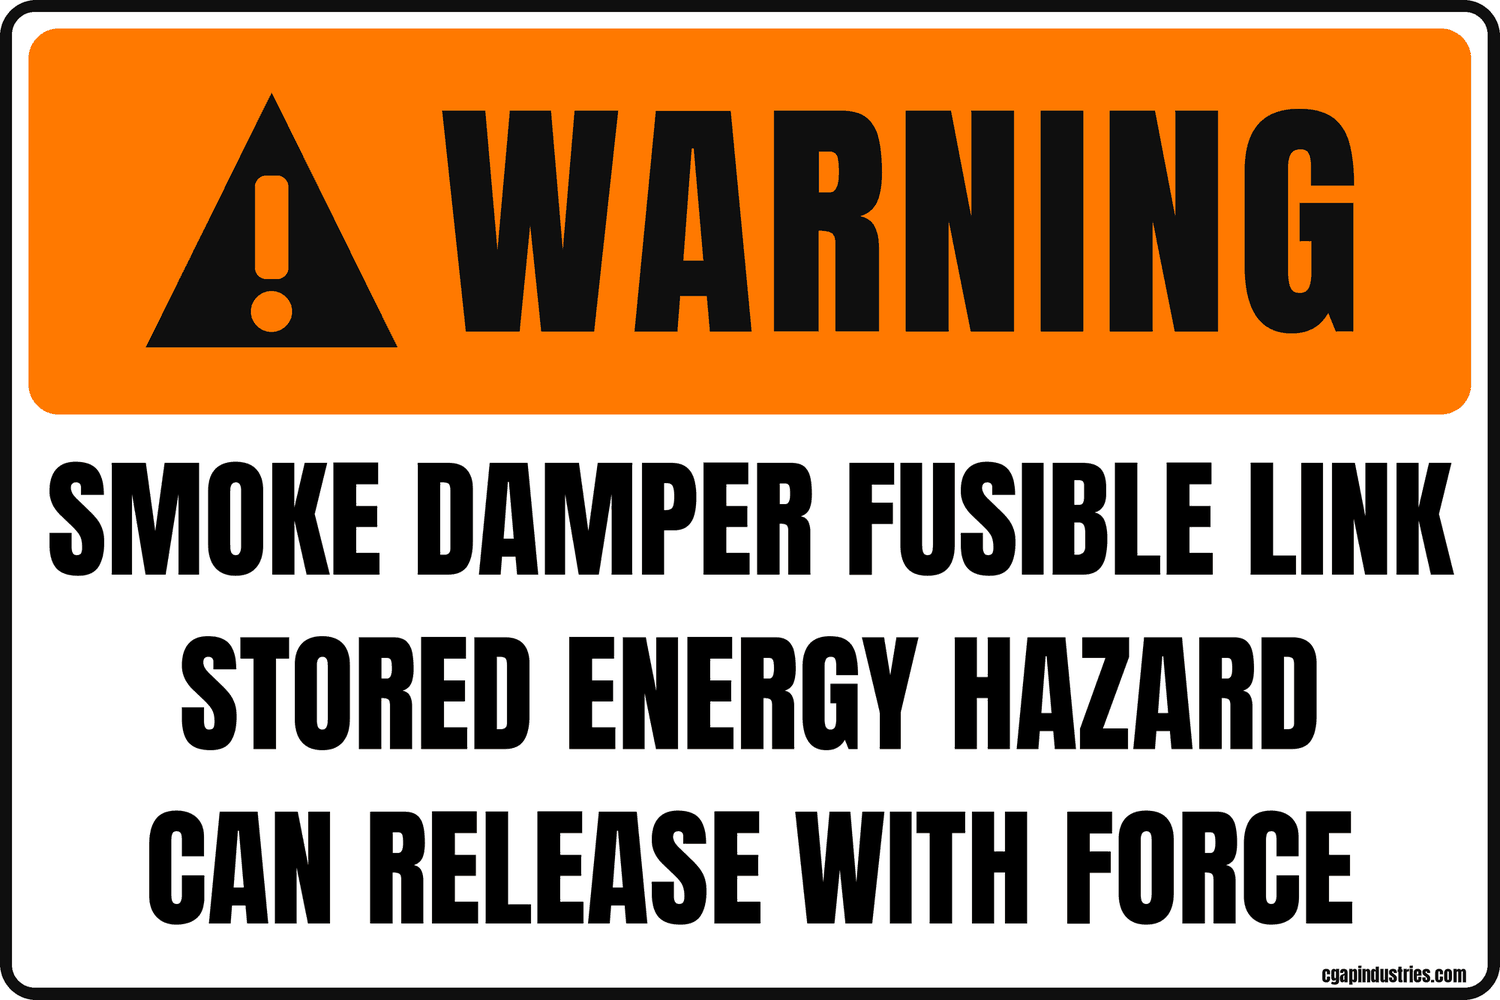 WARNING
SMOKE DAMPER FUSIBLE LINK
STORED ENERGY HAZARD
CAN RELEASE WITH FORCE
cgapindustries.com